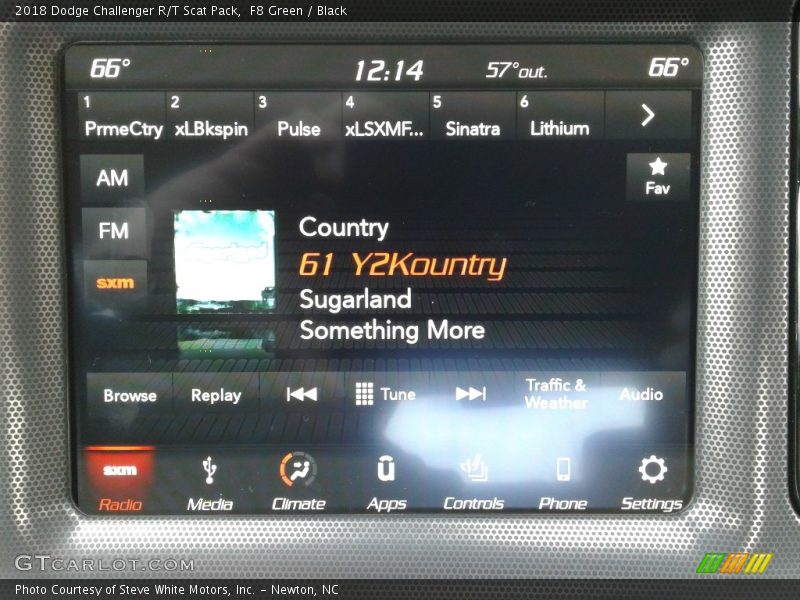 2018 Dodge Challenger R/T Scat Pack,  F8 Green / Black
66° 12:14 57°out. 66°
1 2 3 4 5 6
PrmeCtry xLBkspin Pulse xLSXMF... Sinatra Lithium
AM
Fav
FM
Country
sxm
61 Y2Kountry
Sugarland
Something More
Browse Replay Tune Traffic & Weather Audio
sxm
Radio Media Climate Apps Controls Phone Settings
GTcarlot.com
Photo Courtesy of Steve White Motors, Inc. – Newton, NC